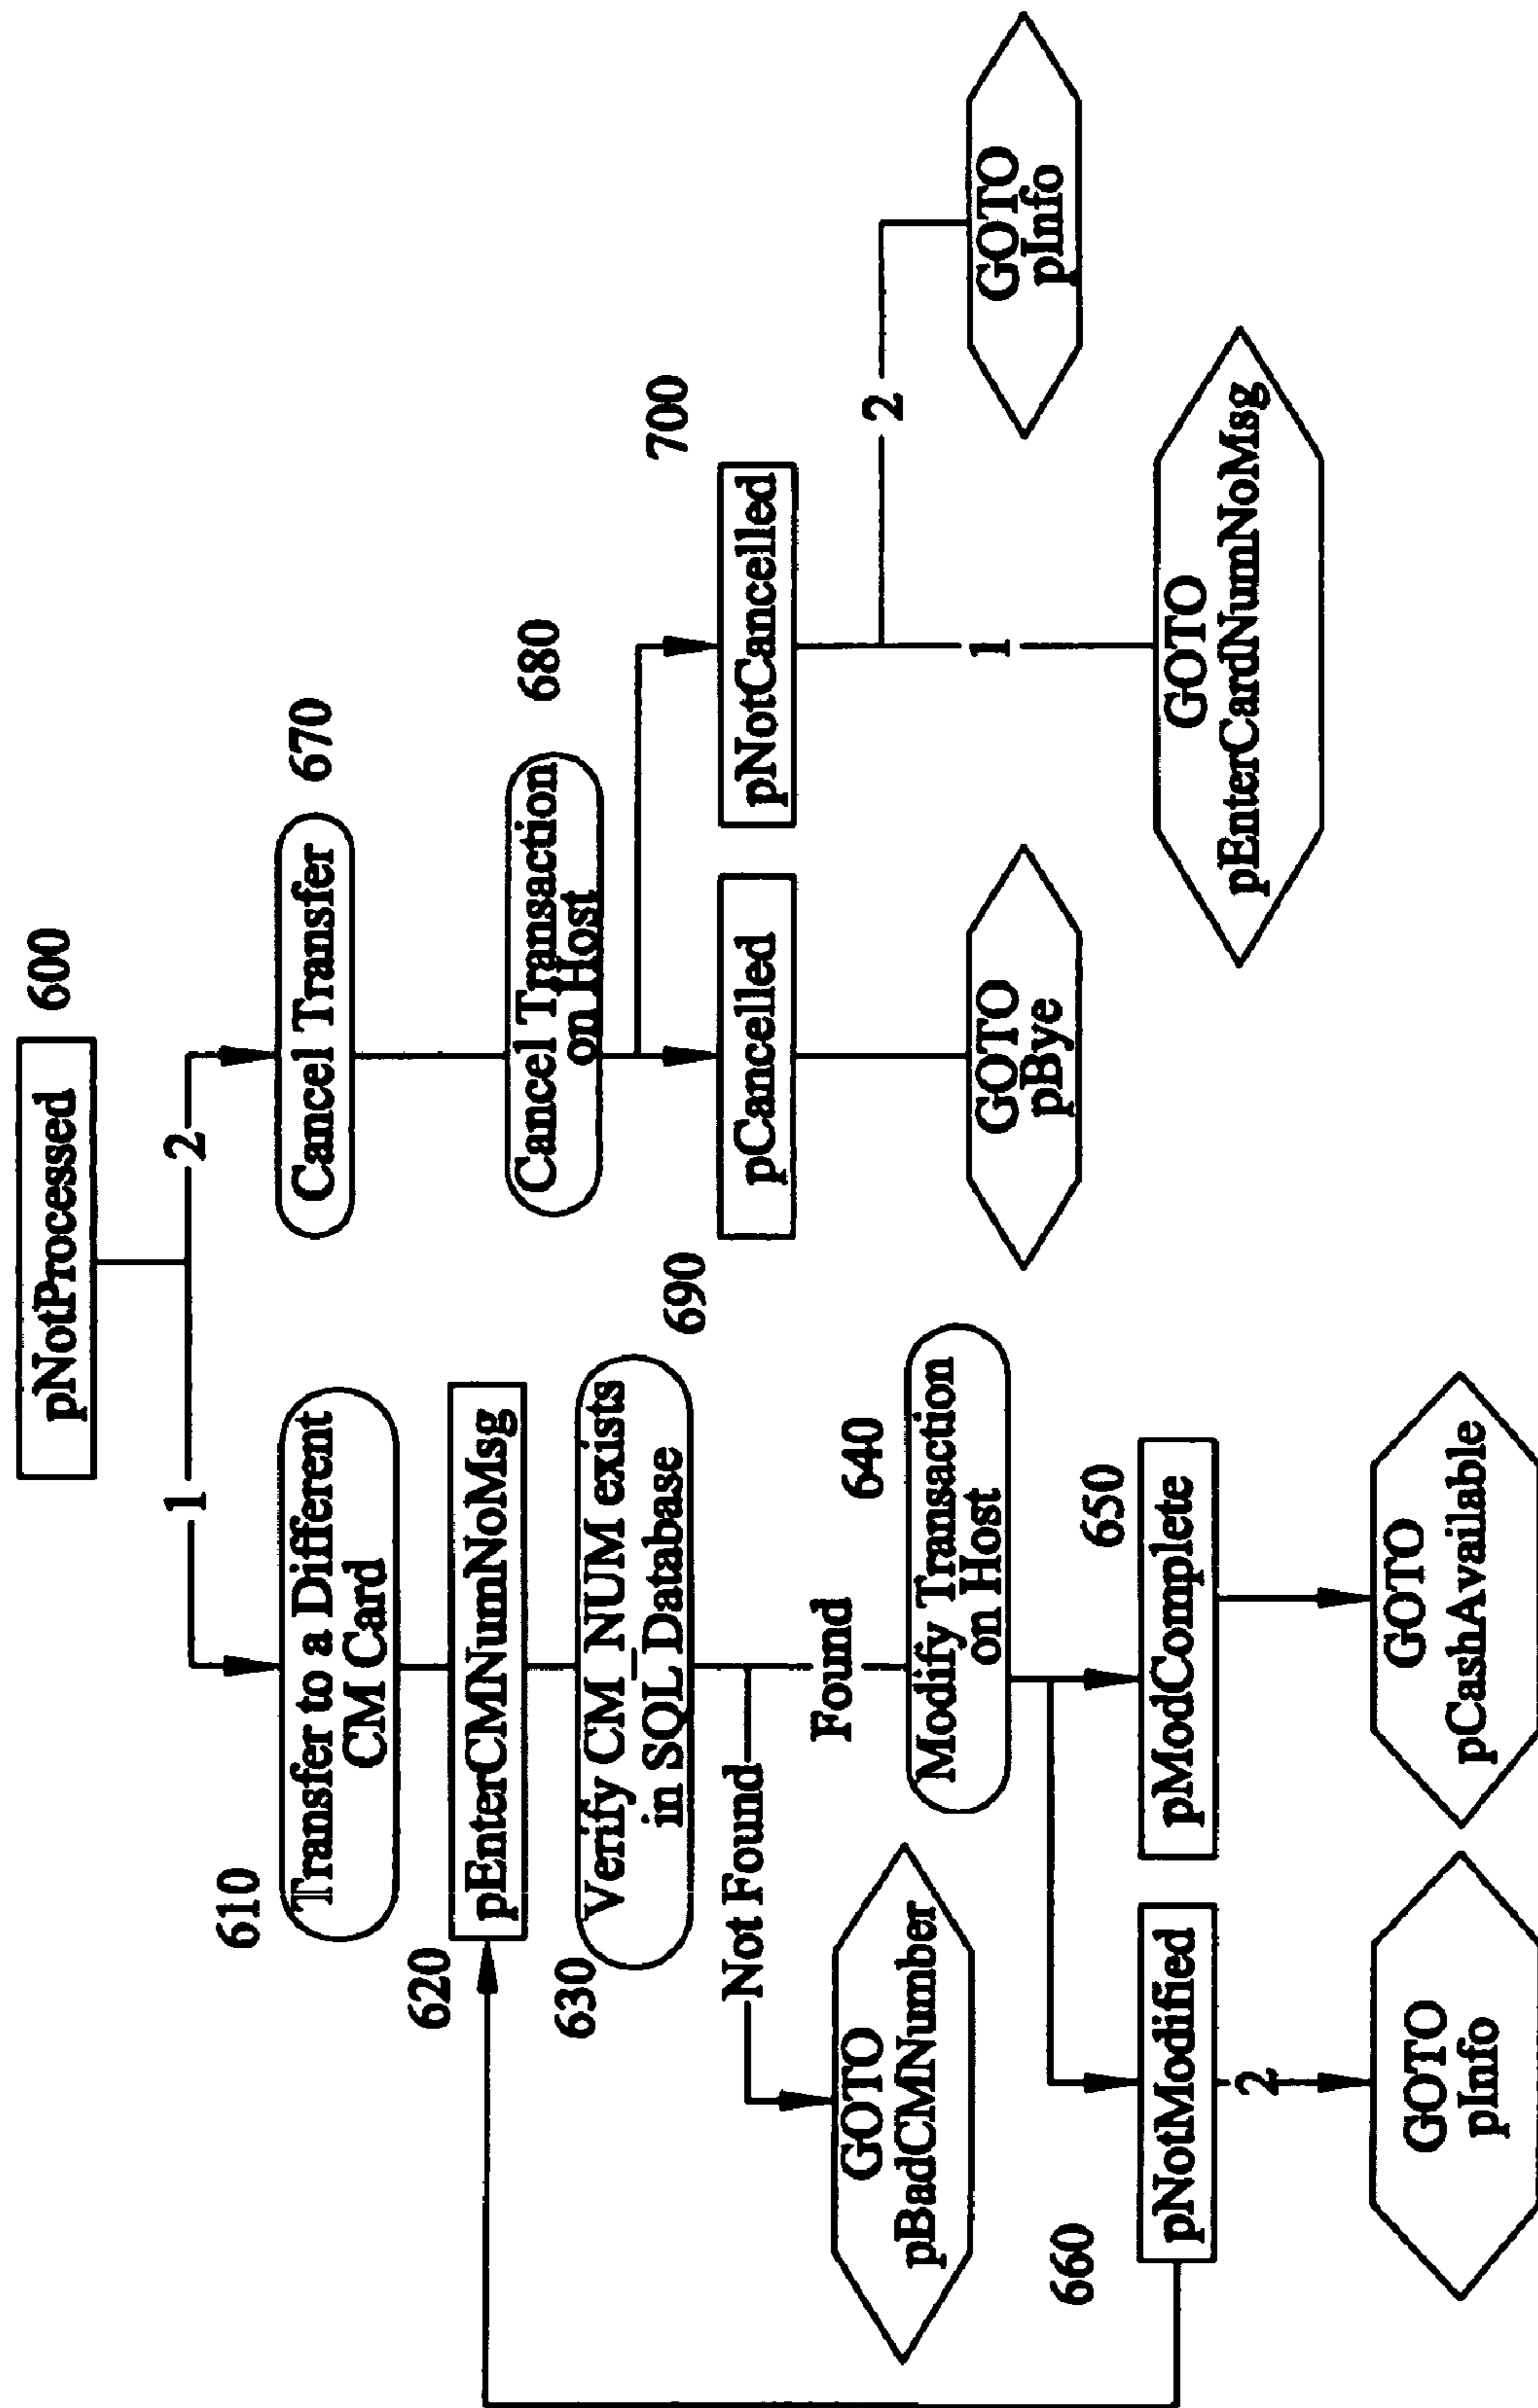 pNotProcessed
600
1
2
610
Transfer to a Different
CM Card
Cancel Transfer
670
620
pEnterCMNumNoMsg
630
Verify CM_NUM exists
in SQL Database
Cancel Transaction
on Host
680
Not Found
Found
690
pCancelled
pNotCancelled
700
GOTO
pBadCMNumber
640
Modify Transaction
on Host
2
GOTO
pBye
1
GOTO
pInfo
660
pNotModified
650
pModComplete
GOTO
pEnterCardNumNoMsg
2
GOTO
pInfo
GOTO
pCashAvailable